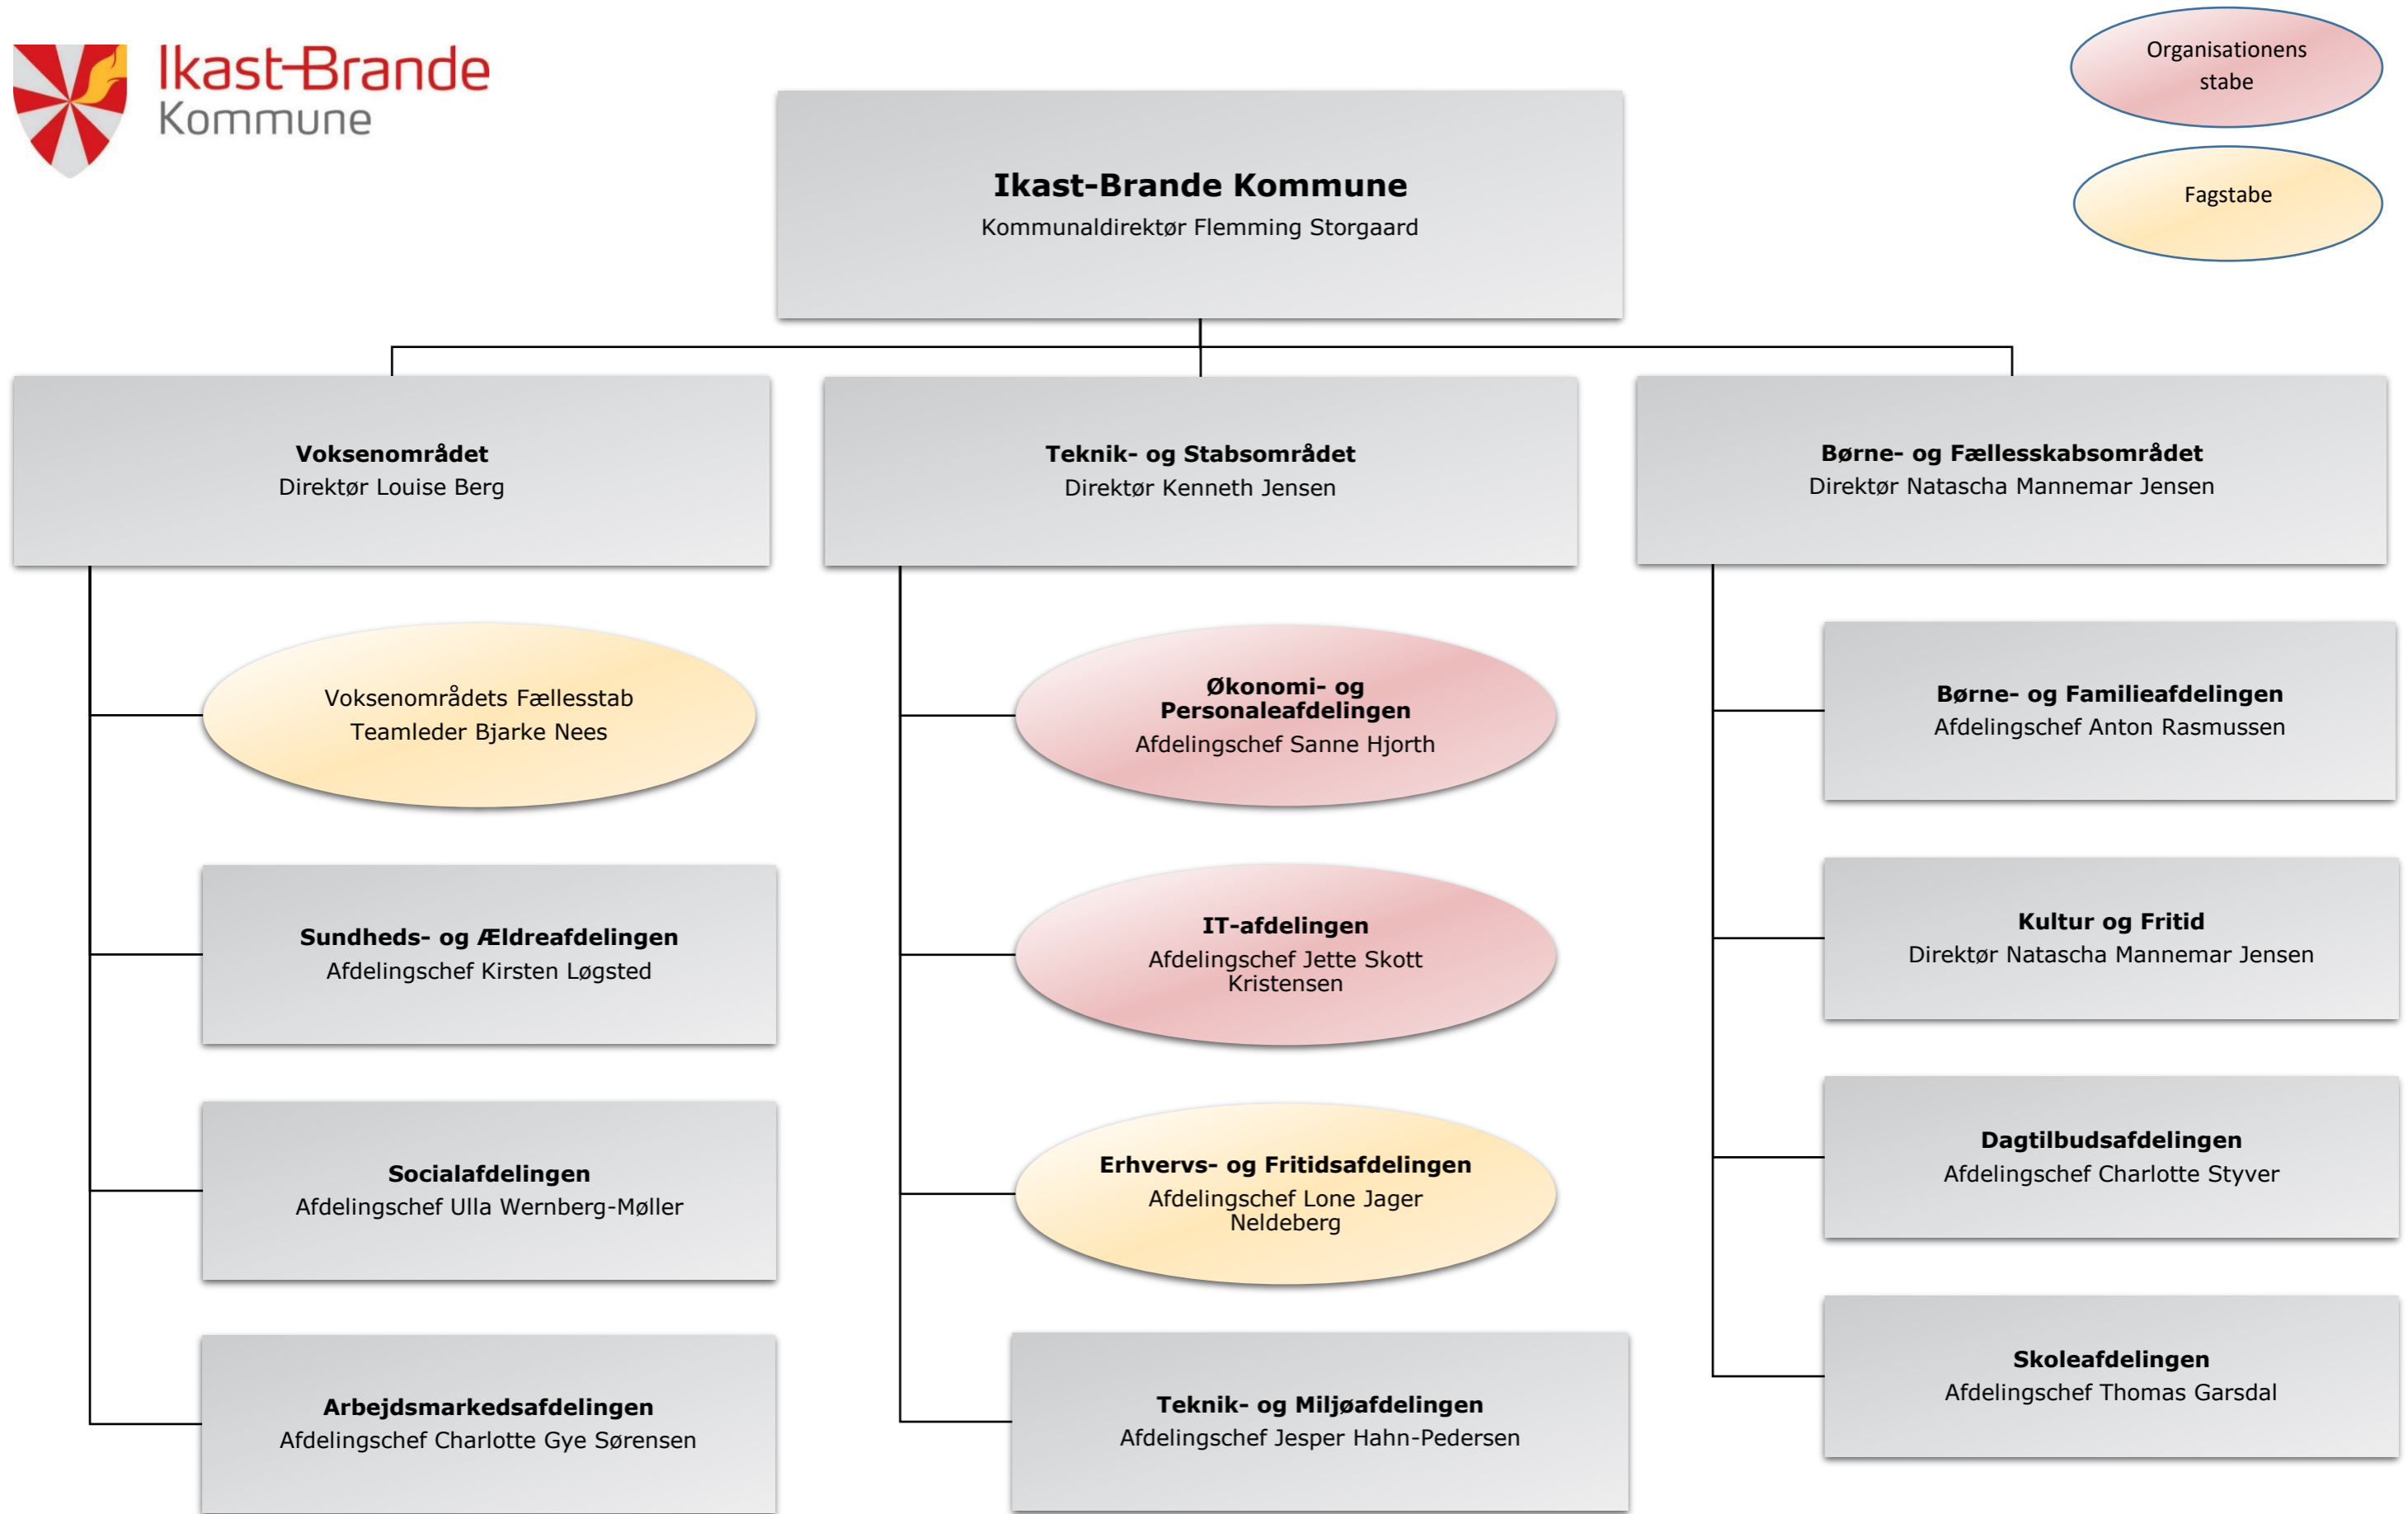 Ikast-Brande
Kommune
Organisationens
stabe
Fagstabe
Ikast-Brande Kommune
Kommunaldirektør Flemming Storgaard
Voksenområdet
Direktør Louise Berg
Teknik- og Stabsområdet
Direktør Kenneth Jensen
Børne- og Fællesskabsområdet
Direktør Natascha Mannemar Jensen
Voksenområdets Fællesstab
Teamleder Bjarke Nees
Sundheds- og Ældreafdelingen
Afdelingschef Kirsten Løgsted
Socialafdelingen
Afdelingschef Ulla Wernberg-Møller
Arbejdsmarkedsafdelingen
Afdelingschef Charlotte Gye Sørensen
Økonomi- og
Personaleafdelingen
Afdelingschef Sanne Hjorth
IT-afdelingen
Afdelingschef Jette Skott
Kristensen
Erhvervs- og Fritidsafdelingen
Afdelingschef Lone Jager
Neldeberg
Teknik- og Miljøafdelingen
Afdelingschef Jesper Hahn-Pedersen
Børne- og Familieafdelingen
Afdelingschef Anton Rasmussen
Kultur og Fritid
Direktør Natascha Mannemar Jensen
Dagtilbudsafdelingen
Afdelingschef Charlotte Styver
Skoleafdelingen
Afdelingschef Thomas Garsdal